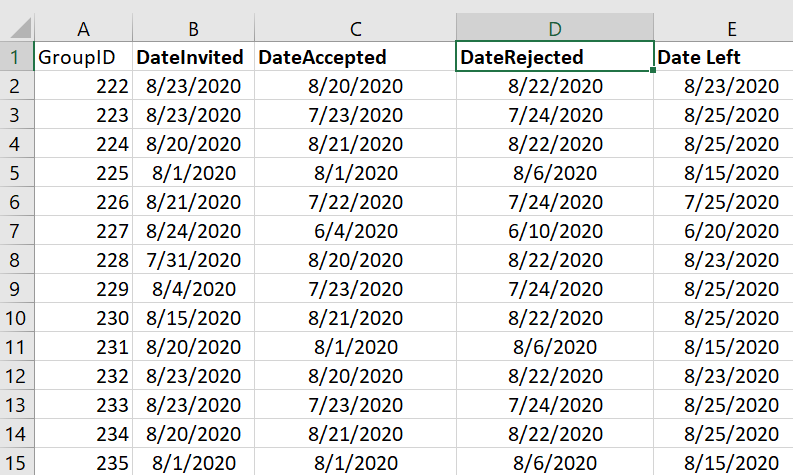 A B C D E
1 GroupID DateInvited DateAccepted DateRejected Date Left
2 222 8/23/2020 8/20/2020 8/22/2020 8/23/2020
3 223 8/23/2020 7/23/2020 7/24/2020 8/25/2020
4 224 8/20/2020 8/21/2020 8/22/2020 8/25/2020
5 225 8/1/2020 8/1/2020 8/6/2020 8/15/2020
6 226 8/21/2020 7/22/2020 7/24/2020 7/25/2020
7 227 8/24/2020 6/4/2020 6/10/2020 6/20/2020
8 228 7/31/2020 8/20/2020 8/22/2020 8/23/2020
9 229 8/4/2020 7/23/2020 7/24/2020 8/25/2020
10 230 8/15/2020 8/21/2020 8/22/2020 8/25/2020
11 231 8/20/2020 8/1/2020 8/6/2020 8/15/2020
12 232 8/23/2020 8/20/2020 8/22/2020 8/23/2020
13 233 8/23/2020 7/23/2020 7/24/2020 8/25/2020
14 234 8/20/2020 8/21/2020 8/22/2020 8/25/2020
15 235 8/1/2020 8/1/2020 8/6/2020 8/15/2020